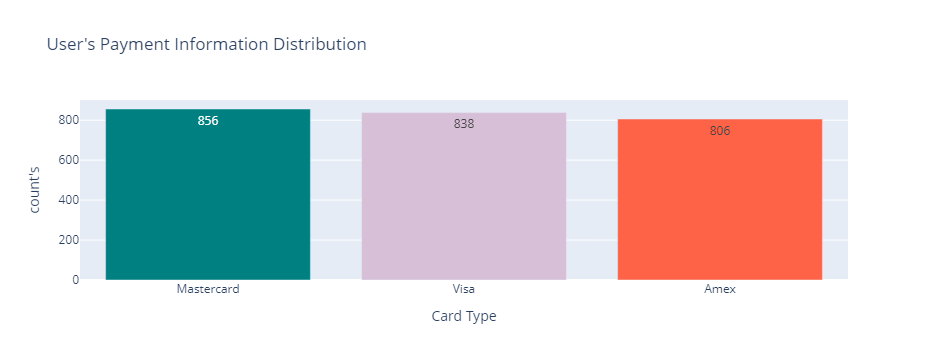 User's Payment Information Distribution
856
838
806
800
600
400
200
0
count's
Mastercard
Visa
Amex
Card Type